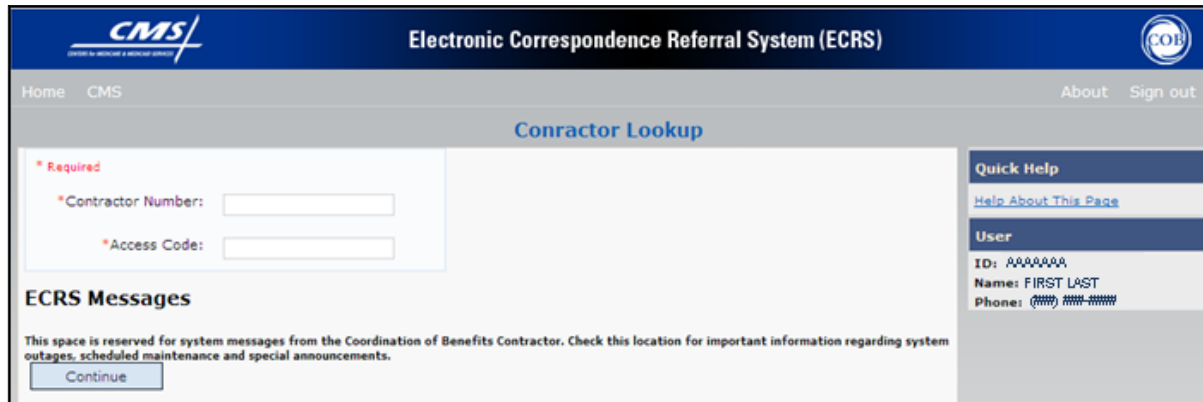 CMS
CENTERS for MEDICARE & MEDICAID SERVICES
Electronic Correspondence Referral System (ECRS)
COB
Home CMS About Sign out
Conractor Lookup
* Required
*Contractor Number:
*Access Code:
ECRS Messages
This space is reserved for system messages from the Coordination of Benefits Contractor. Check this location for important information regarding system
outages, scheduled maintenance and special announcements.
Continue
Quick Help
Help About This Page
User
ID: AAAAAAA
Name: FIRST LAST
Phone: (###) ###-####